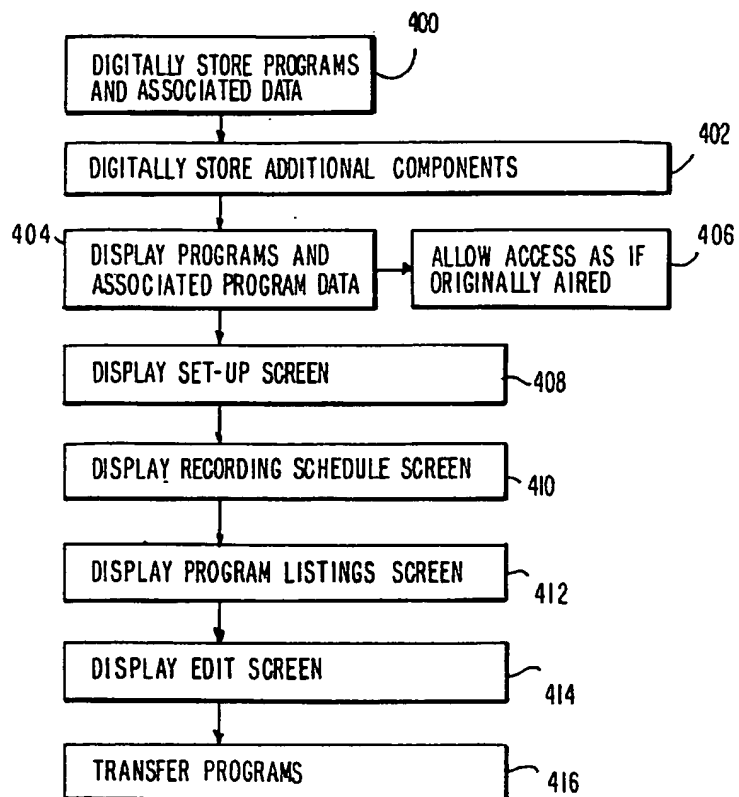 400
DIGITALLY STORE PROGRAMS
AND ASSOCIATED DATA
402
DIGITALLY STORE ADDITIONAL COMPONENTS
404
DISPLAY PROGRAMS AND
ASSOCIATED PROGRAM DATA
406
ALLOW ACCESS AS IF
ORIGINALLY AIRED
DISPLAY SET-UP SCREEN
408
DISPLAY RECORDING SCHEDULE SCREEN
410
DISPLAY PROGRAM LISTINGS SCREEN
412
DISPLAY EDIT SCREEN
414
TRANSFER PROGRAMS
416